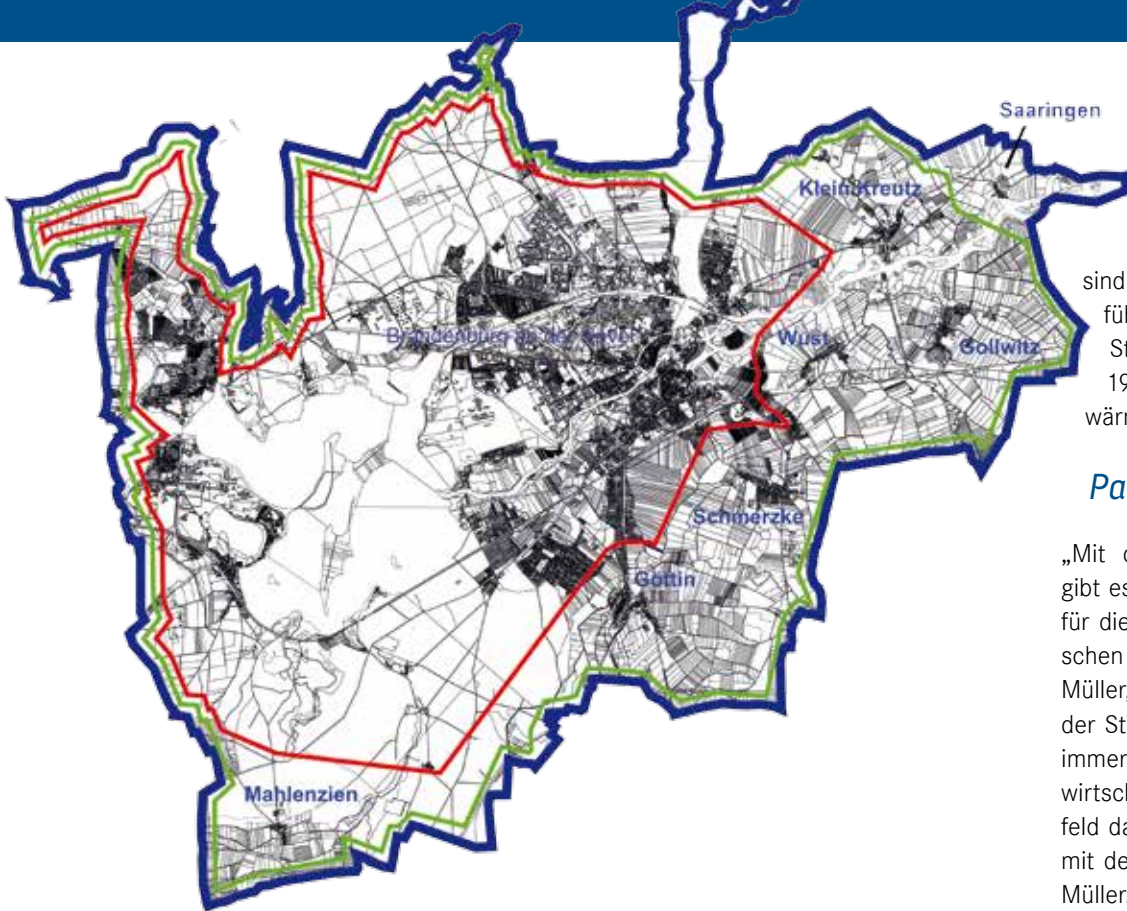 Saaringen
Klein Kreutz
Brandenburg an der Havel
Wust
Gollwitz
Schmerzke
Göttin
Mahlenzien
sind
fül
St
19
wärm
Pa
„Mit d
gibt es
für die
schen
Müller,
der St
immer
wirtsch
feld da
mit de
Müller.